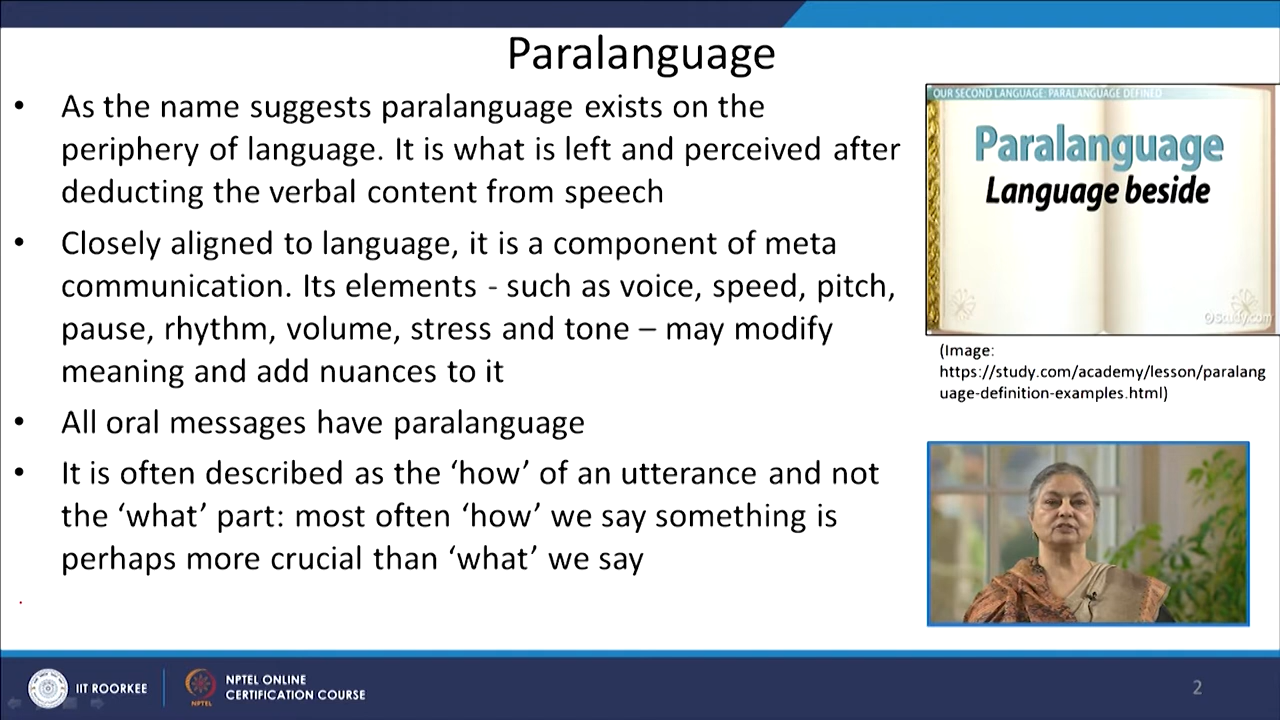 Paralanguage
• As the name suggests paralanguage exists on the
periphery of language. It is what is left and perceived after
deducting the verbal content from speech
• Closely aligned to language, it is a component of meta
communication. Its elements - such as voice, speed, pitch,
pause, rhythm, volume, stress and tone – may modify
meaning and add nuances to it
• All oral messages have paralanguage
• It is often described as the ‘how’ of an utterance and not
the ‘what’ part: most often ‘how’ we say something is
perhaps more crucial than ‘what’ we say
OUR SECOND LANGUAGE: PARALANGUAGE DEFINED
Paralanguage
Language beside
©Study.com
(Image:
https://study.com/academy/lesson/paralang
uage-definition-examples.html)
IIT ROORKEE
NPTEL
NPTEL ONLINE
CERTIFICATION COURSE
2